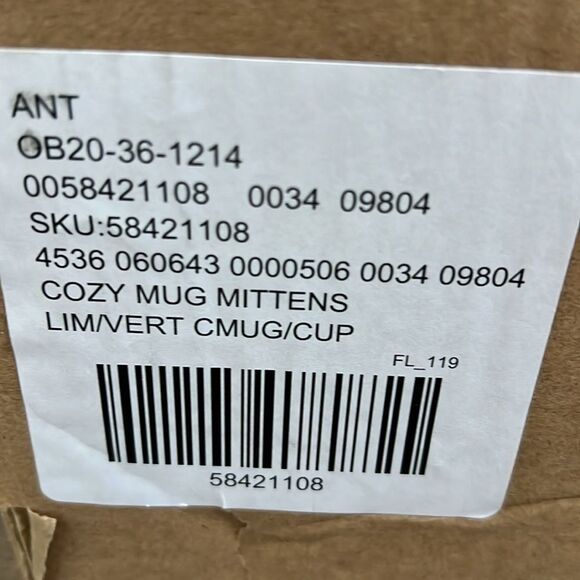 ANT
OB20-36-1214
0058421108 0034 09804
SKU:58421108
4536 060643 0000506 0034 09804
COZY MUG MITTENS
LIM/VERT CMUG/CUP
FL_119
58421108